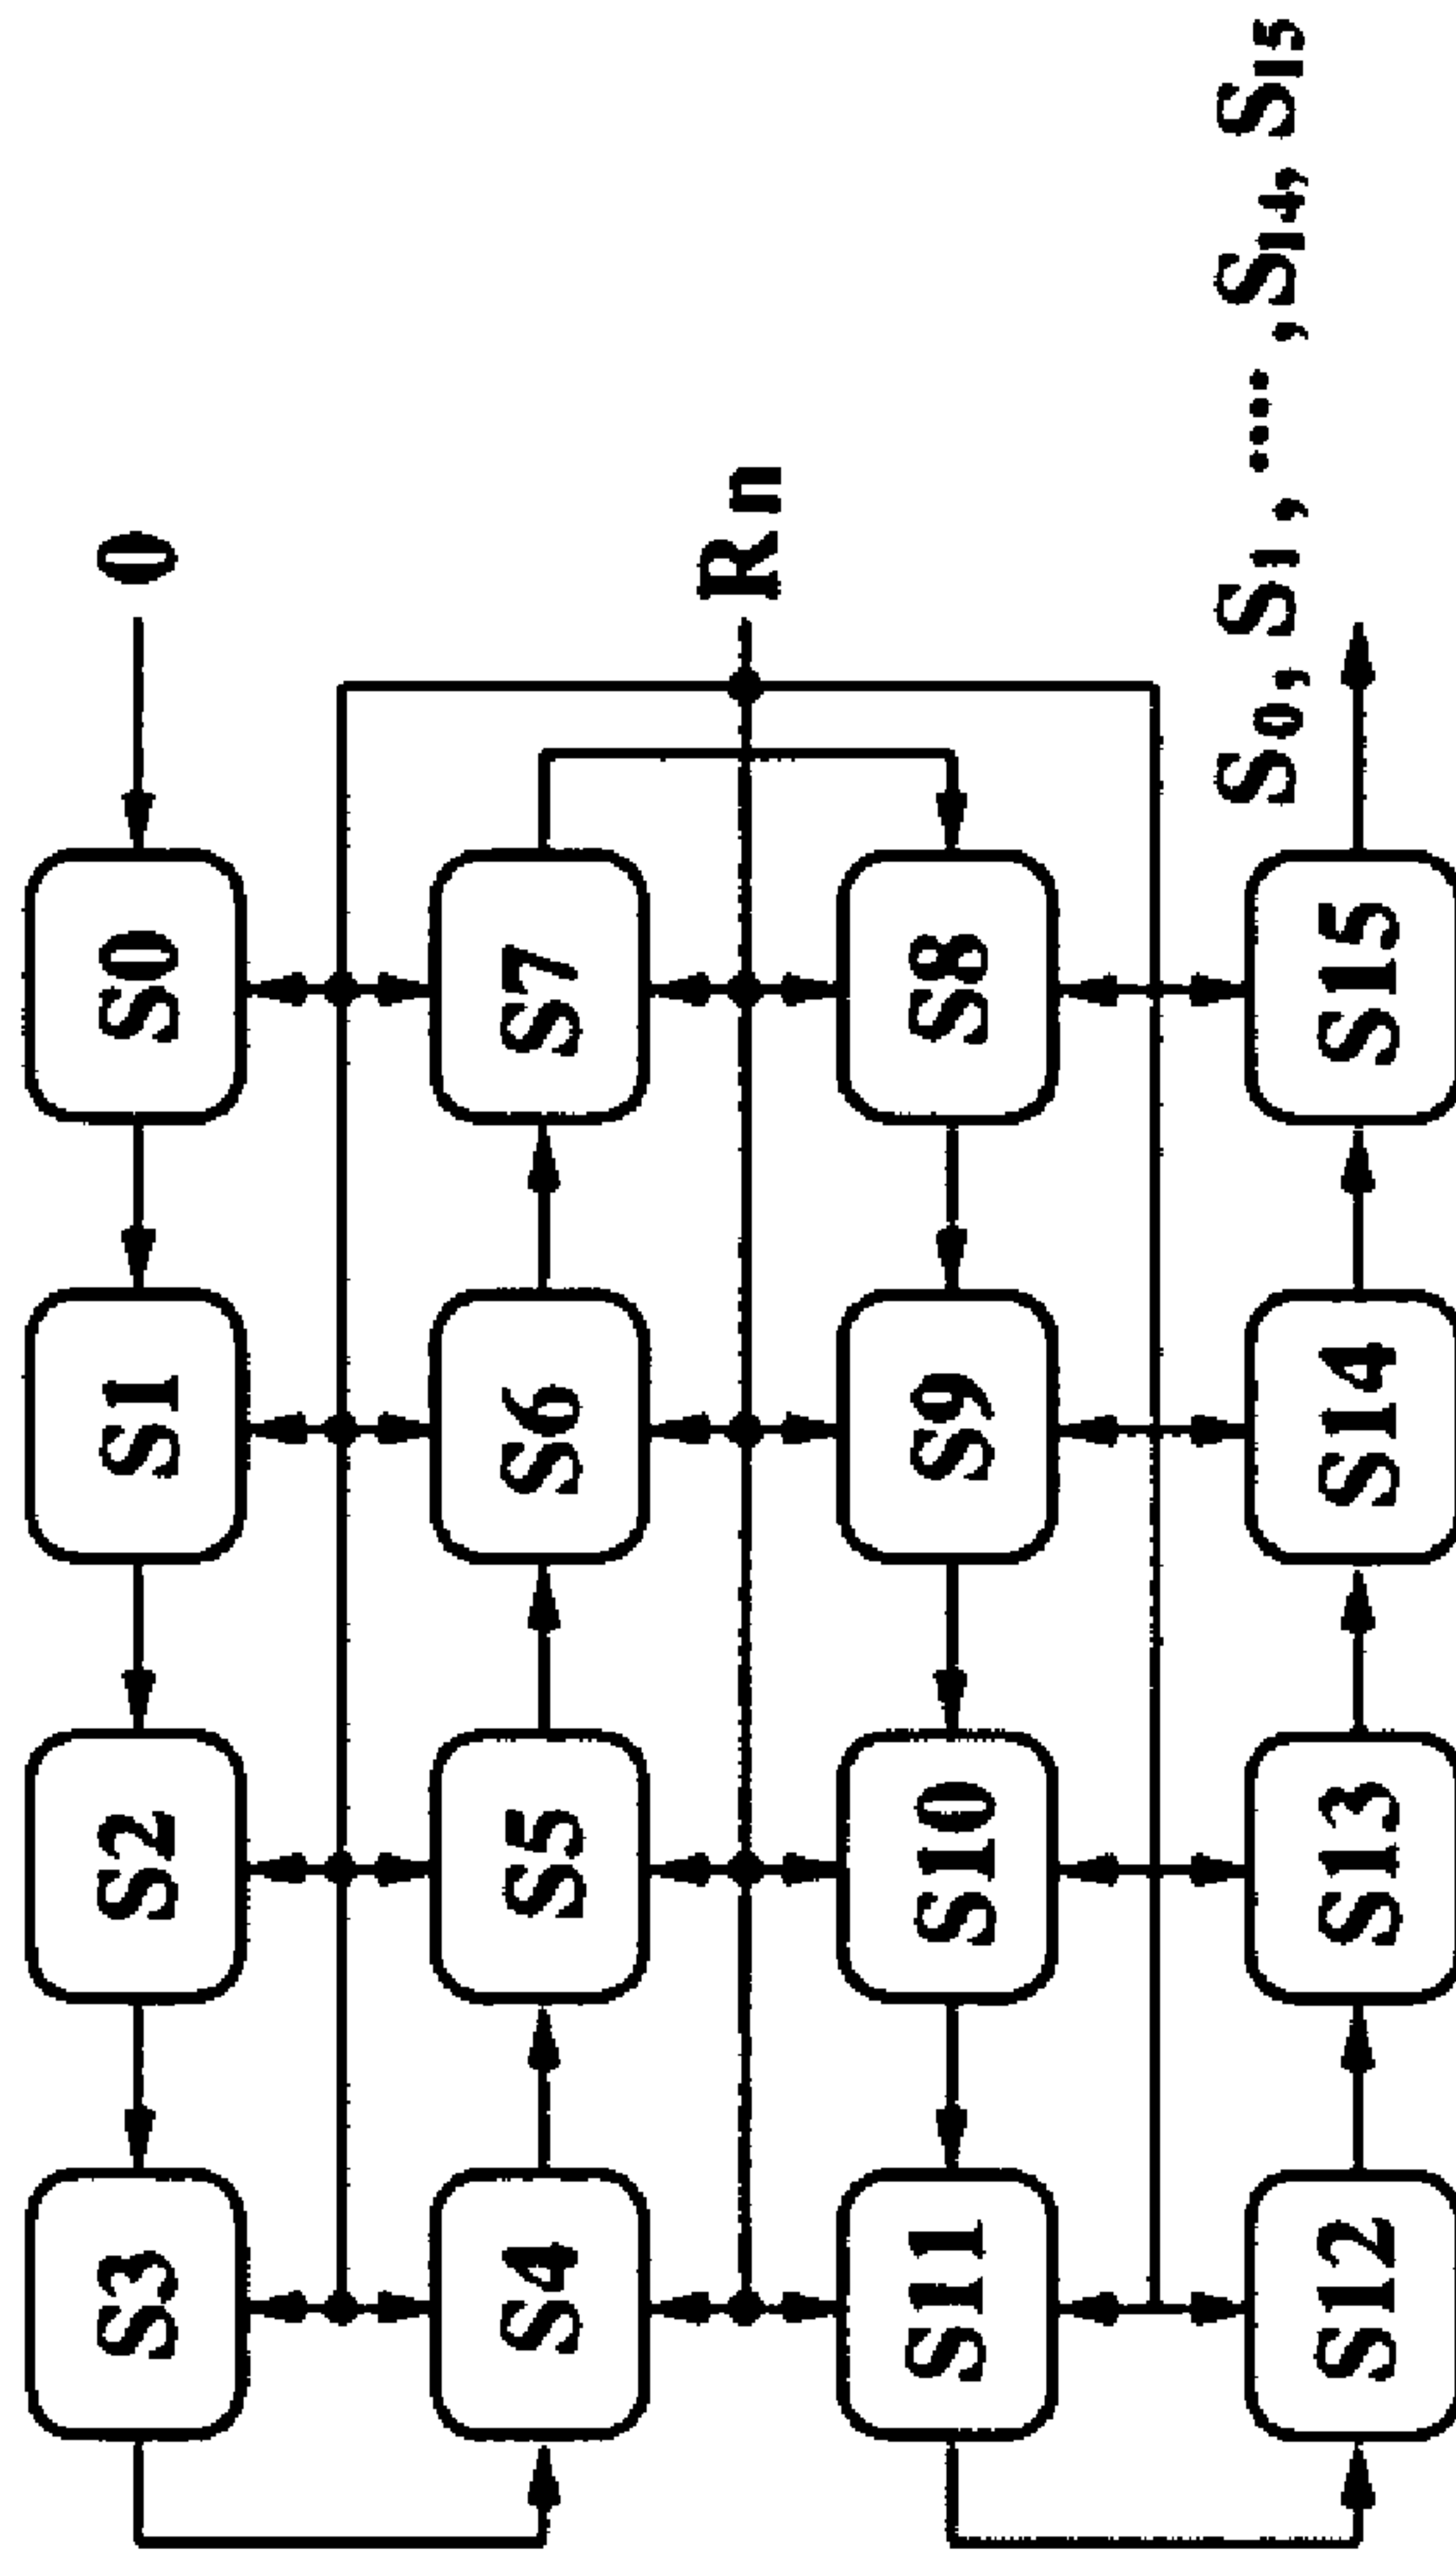 S3 S2 S1 S0 0
S4 S5 S6 S7
Rn
S11 S10 S9 S8
S0, S1, ····, S14, S15
S12 S13 S14 S15